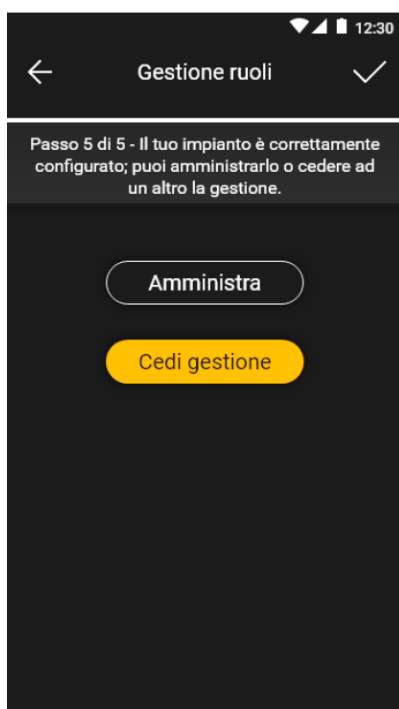 12:30
Gestione ruoli
Passo 5 di 5 - Il tuo impianto è correttamente
configurato; puoi amministrarlo o cedere ad
un altro la gestione.
Amministra
Cedi gestione